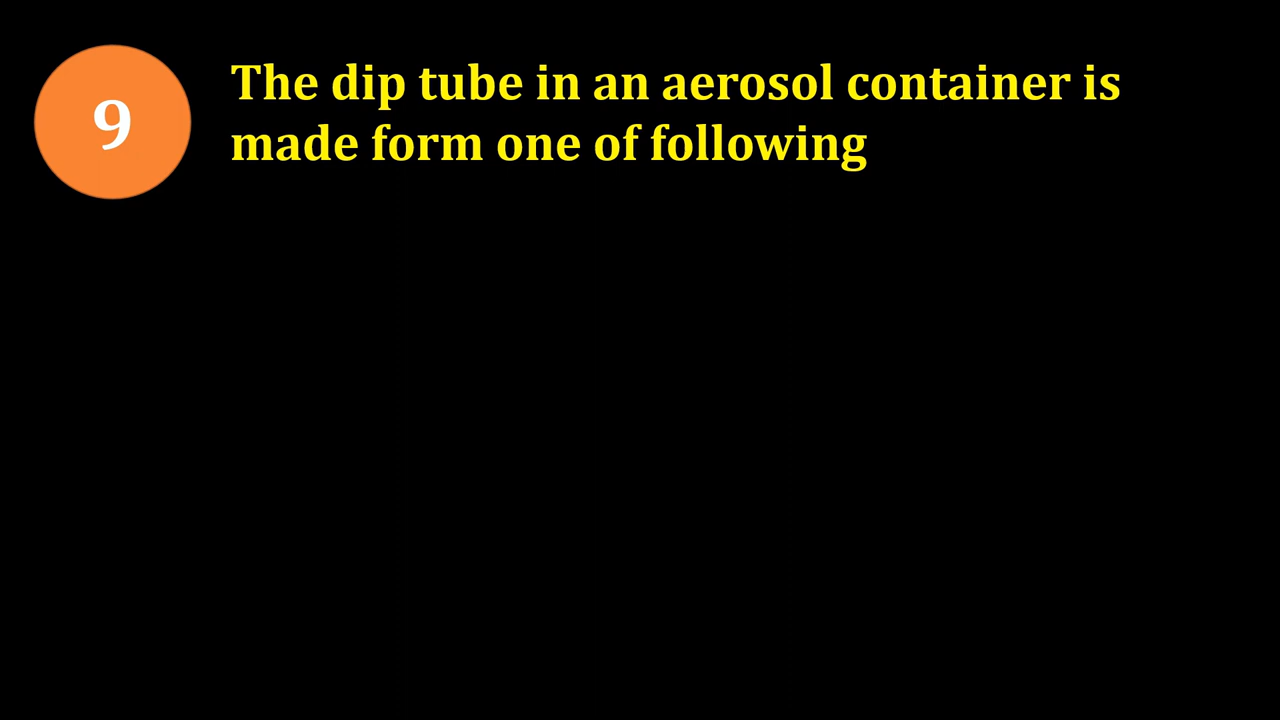 9
The dip tube in an aerosol container is
made form one of following